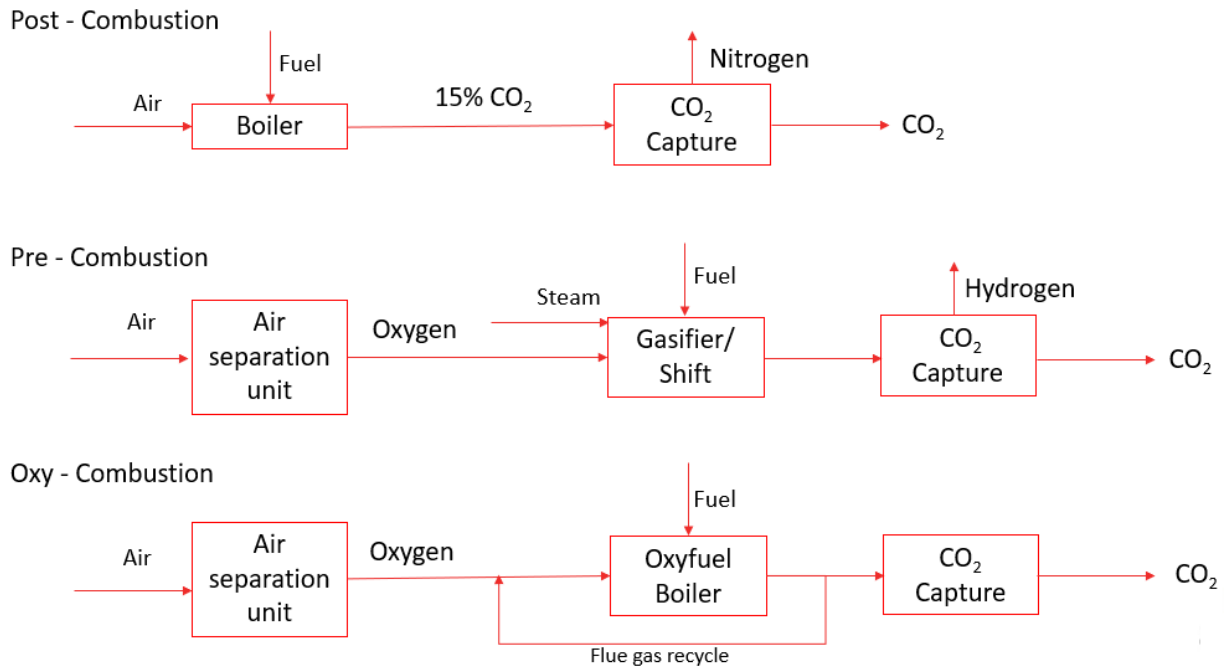 Post - Combustion
Fuel
Air
Boiler
15% CO₂
Nitrogen
CO₂
Capture
CO₂
Pre - Combustion
Air
Air
separation
unit
Oxygen
Steam
Fuel
Gasifier/
Shift
Hydrogen
CO₂
Capture
CO₂
Oxy - Combustion
Air
Air
separation
unit
Oxygen
Fuel
Oxyfuel
Boiler
CO₂
Capture
CO₂
Flue gas recycle